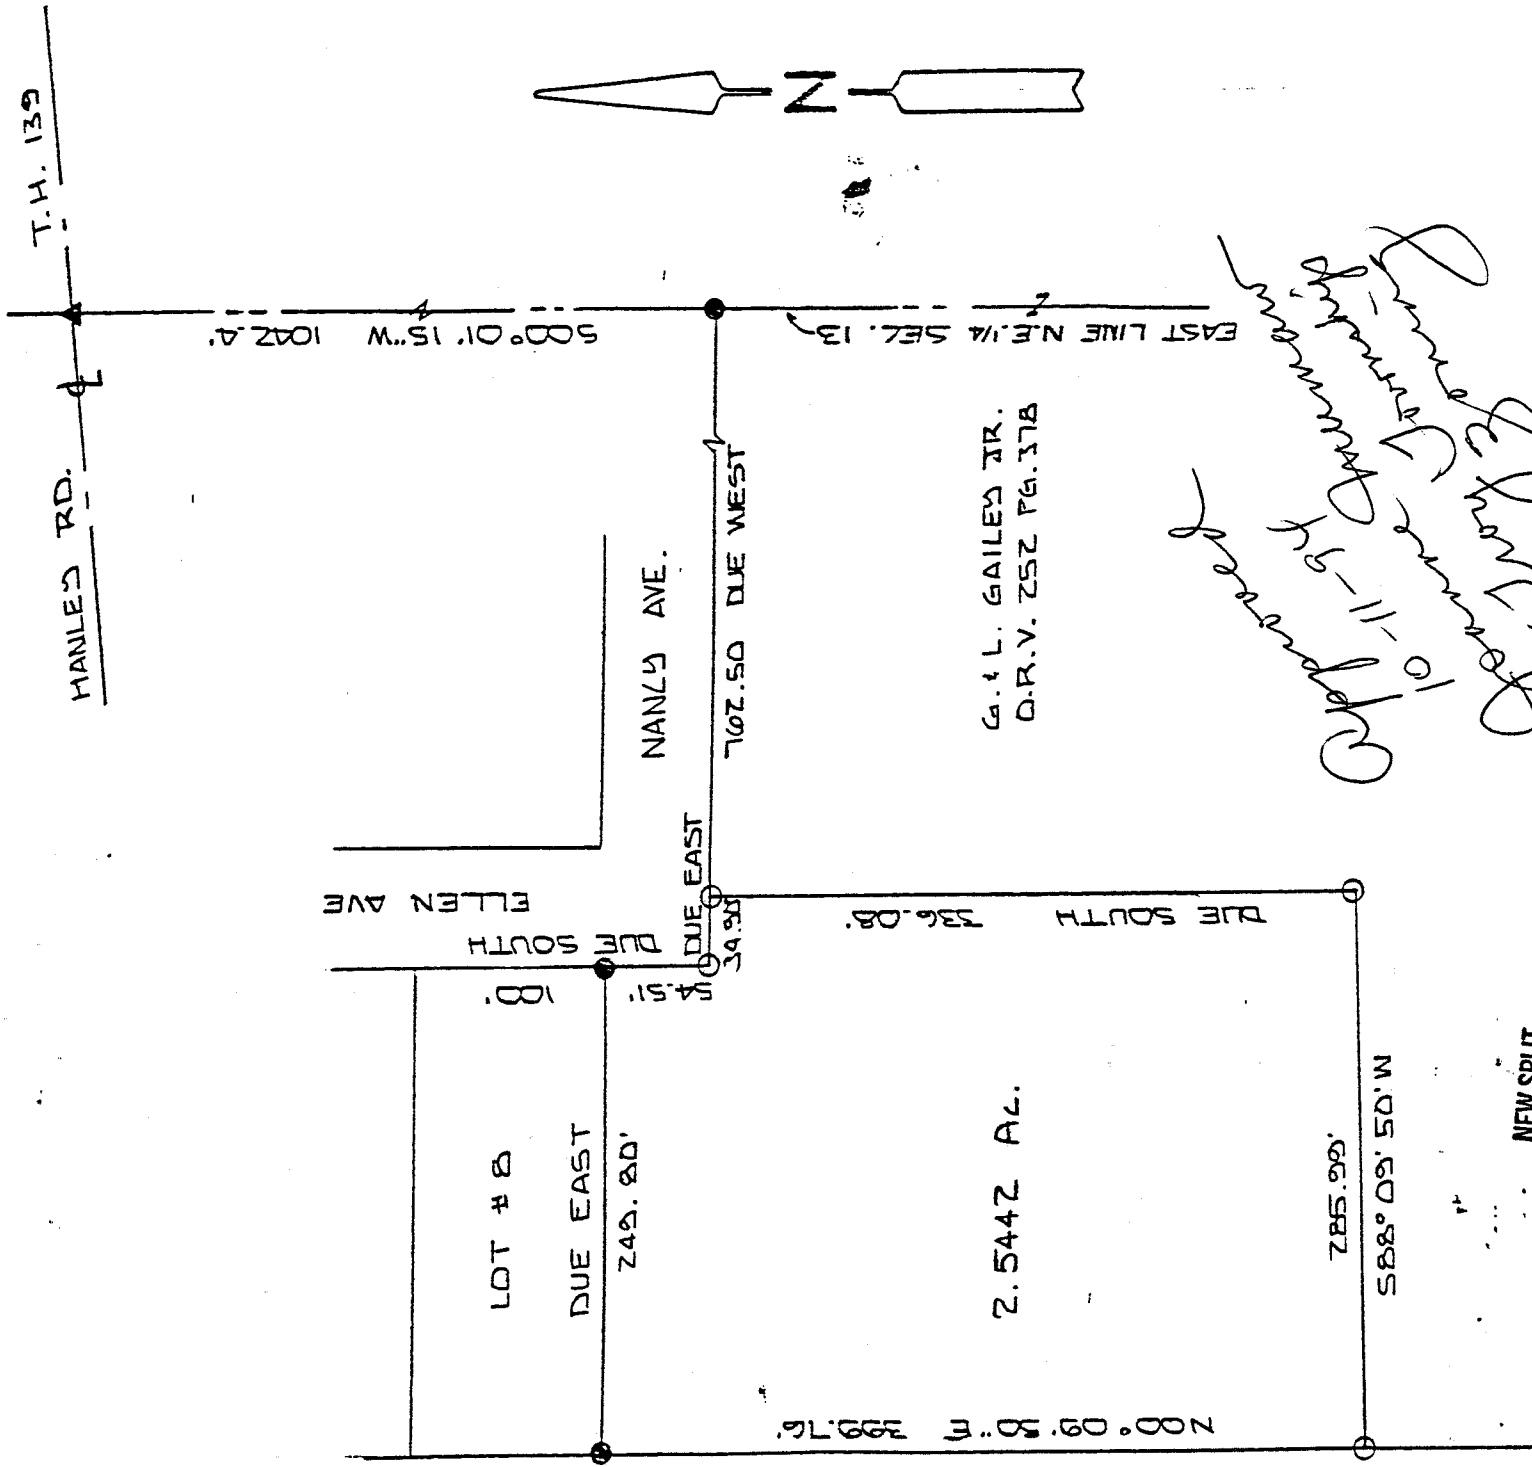 T.H. 139
HANLEY RD.
℄
N
S00°01'15"W 1042.4'
EAST LINE N.E.1/4 SEC. 13
NANCY AVE.
762.50 DUE WEST
G. & L. GAILEY JR.
D.R.V. 252 PG. 378
ELLEN AVE
DUE SOUTH
100'
54.51'
DUE EAST
34.90'
DUE SOUTH 336.08'
LOT # 8
DUE EAST
249.80'
2.5442 AC.
285.99'
S88°09'50'W
N00°09'50"E 399.76'
10-11-94
NEW SPLIT